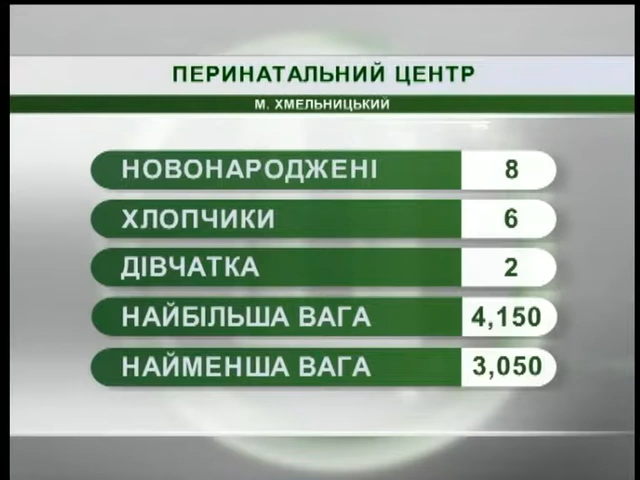 ПЕРИНАТАЛЬНИЙ ЦЕНТР
М. ХМЕЛЬНИЦЬКИЙ
НОВОНАРОДЖЕНІ 8
ХЛОПЧИКИ 6
ДІВЧАТКА 2
НАЙБІЛЬША ВАГА 4,150
НАЙМЕНША ВАГА 3,050